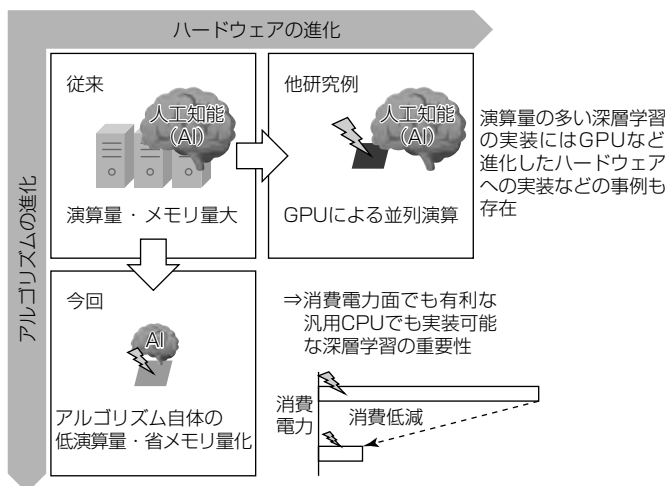 ハードウェアの進化
アルゴリズムの進化
従来
人工知能
（AI）
演算量・メモリ量大
他研究例
人工知能
（AI）
GPUによる並列演算
演算量の多い深層学習
の実装にはGPUなど
進化したハードウェア
への実装などの事例も
存在
今回
AI
アルゴリズム自体の
低演算量・省メモリ量化
⇒消費電力面でも有利な
汎用CPUでも実装可能
な深層学習の重要性
消費
電力
消費低減